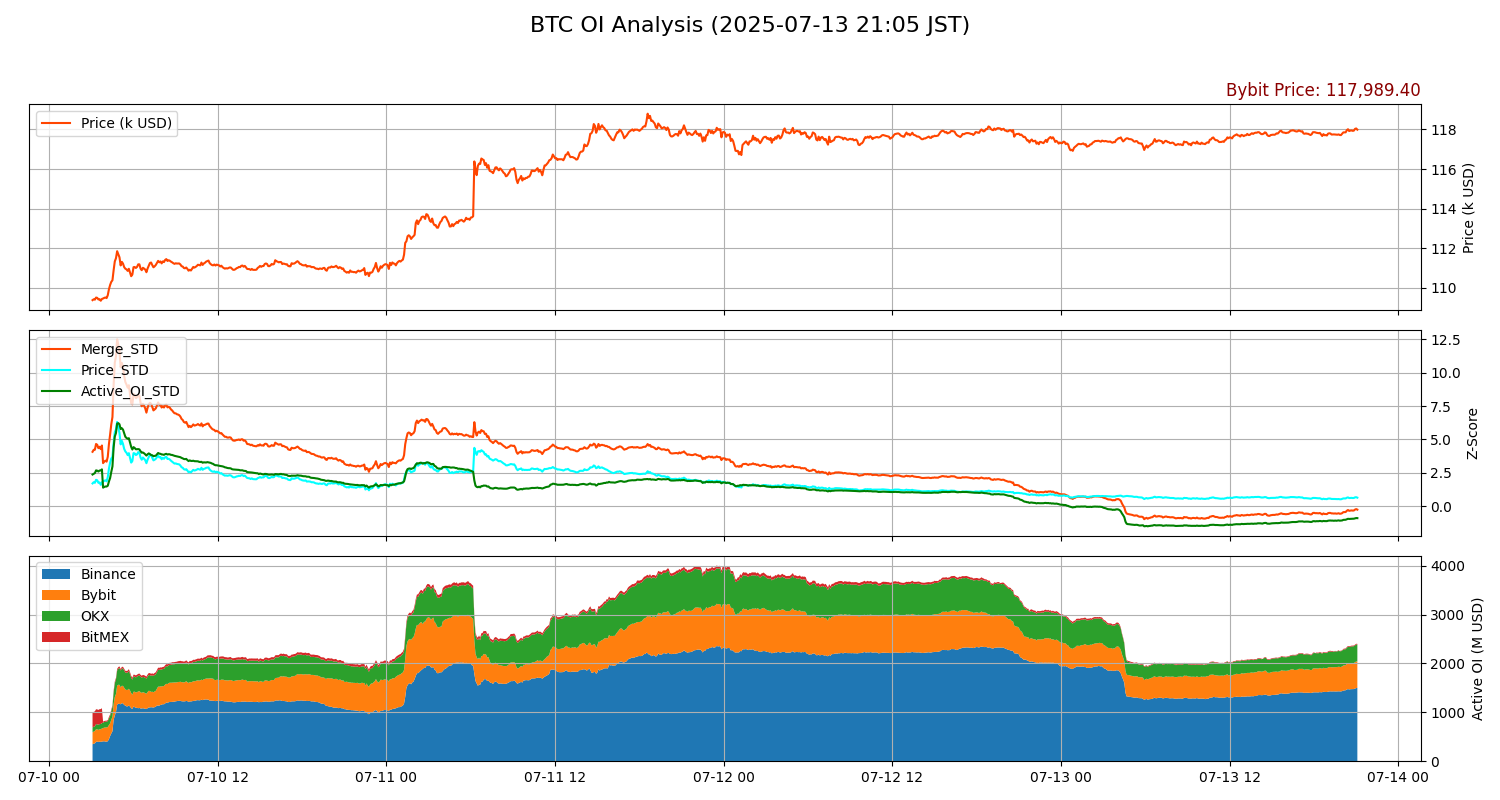 BTC OI Analysis (2025-07-13 21:05 JST)
Bybit Price: 117,989.40
Price (k USD)
118
116
114
112
110
Price (k USD)
Merge_STD
Price_STD
Active_OI_STD
12.5
10.0
7.5
5.0
2.5
0.0
Z-Score
Binance
Bybit
OKX
BitMEX
4000
3000
2000
1000
0
Active OI (M USD)
07-10 00
07-10 12
07-11 00
07-11 12
07-12 00
07-12 12
07-13 00
07-13 12
07-14 00